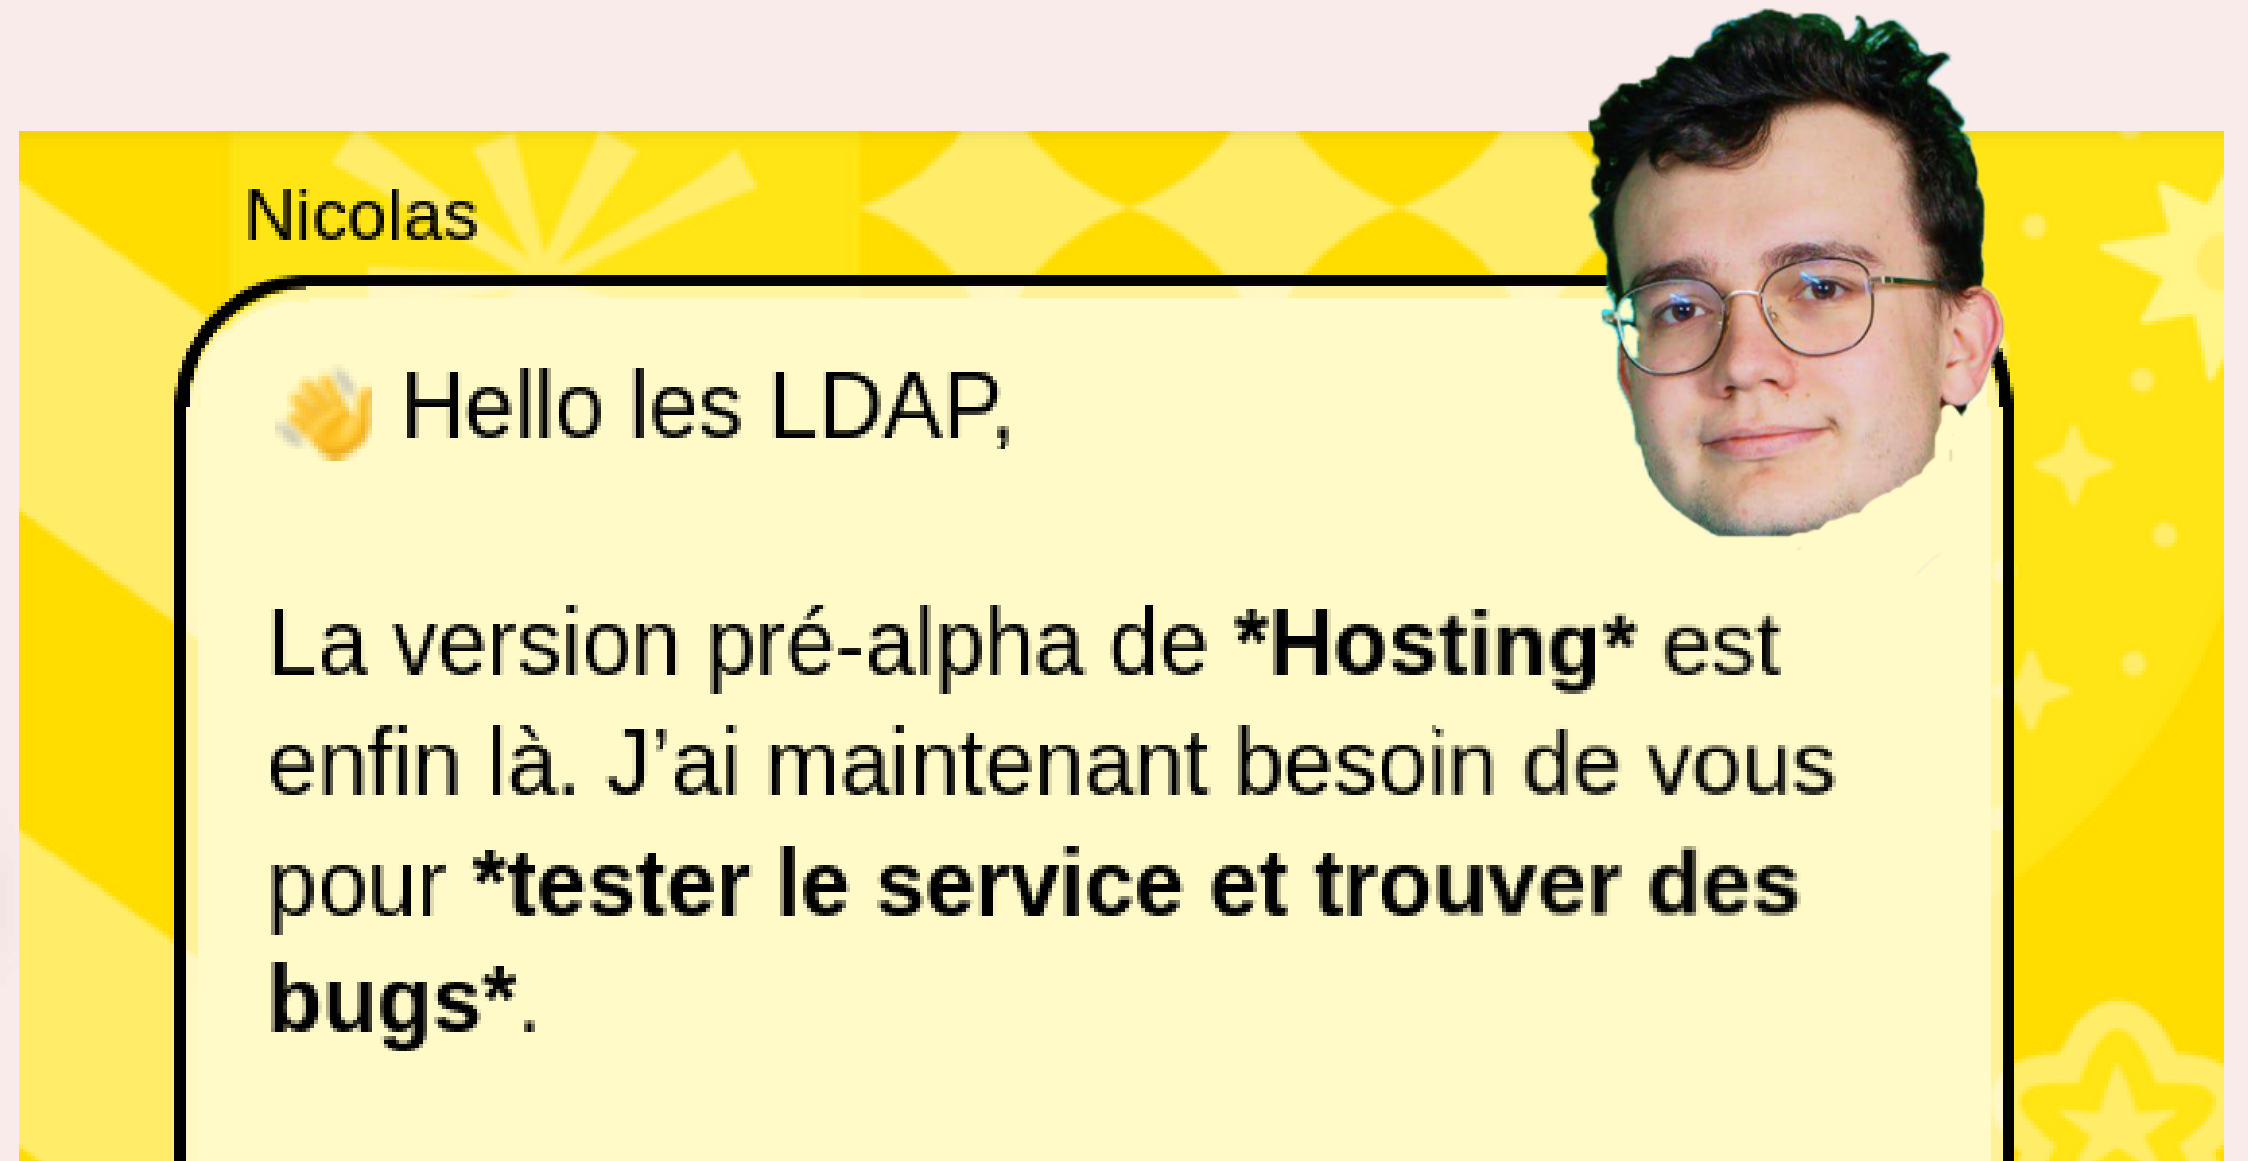 Nicolas
👋 Hello les LDAP,
La version pré-alpha de *Hosting* est
enfin là. J’ai maintenant besoin de vous
pour *tester le service et trouver des
bugs*.